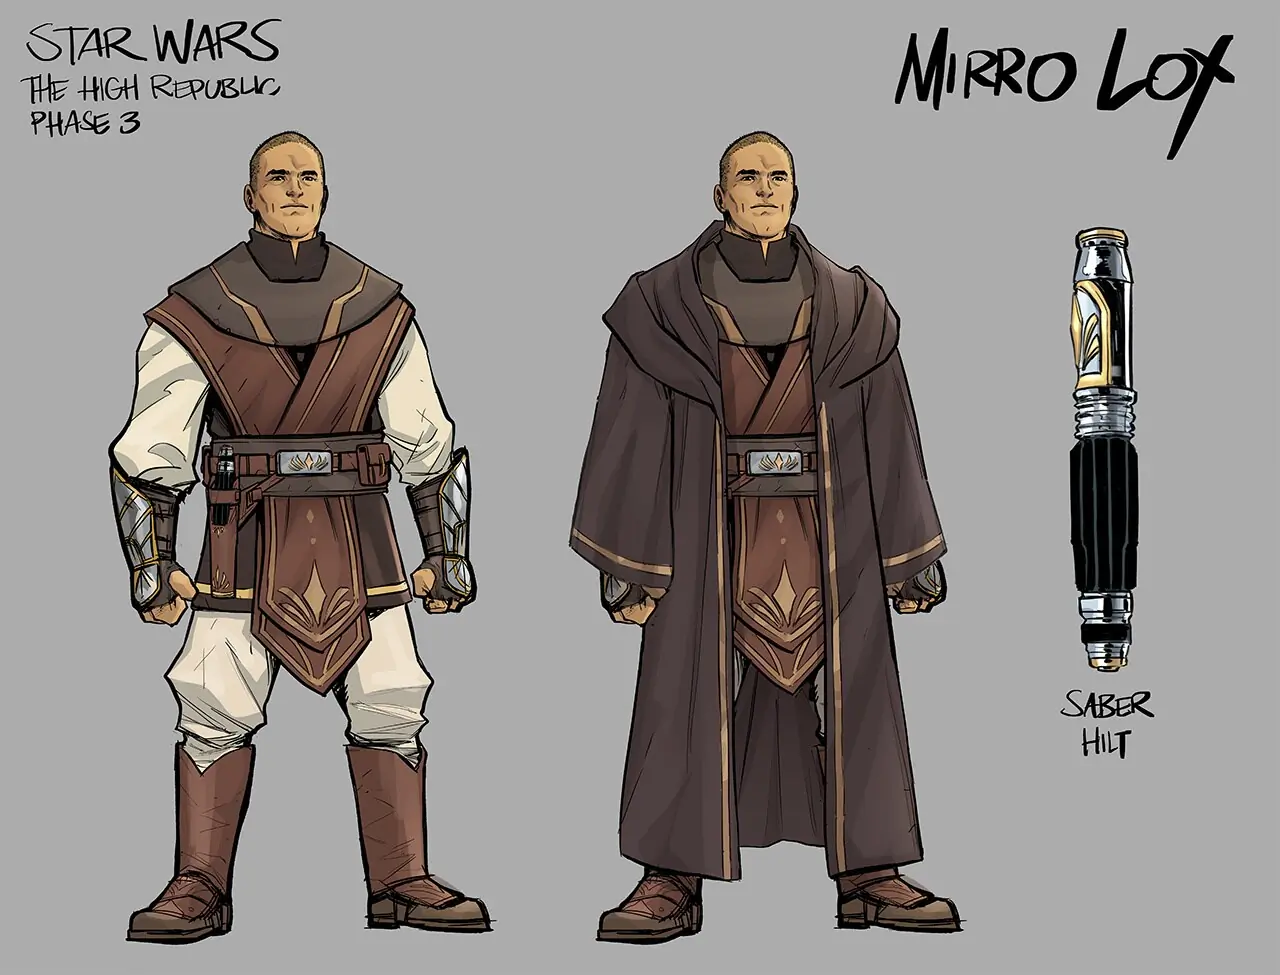 STAR WARS
THE HIGH REPUBLIC
PHASE 3
MIRRO LOX
SABER
HILT